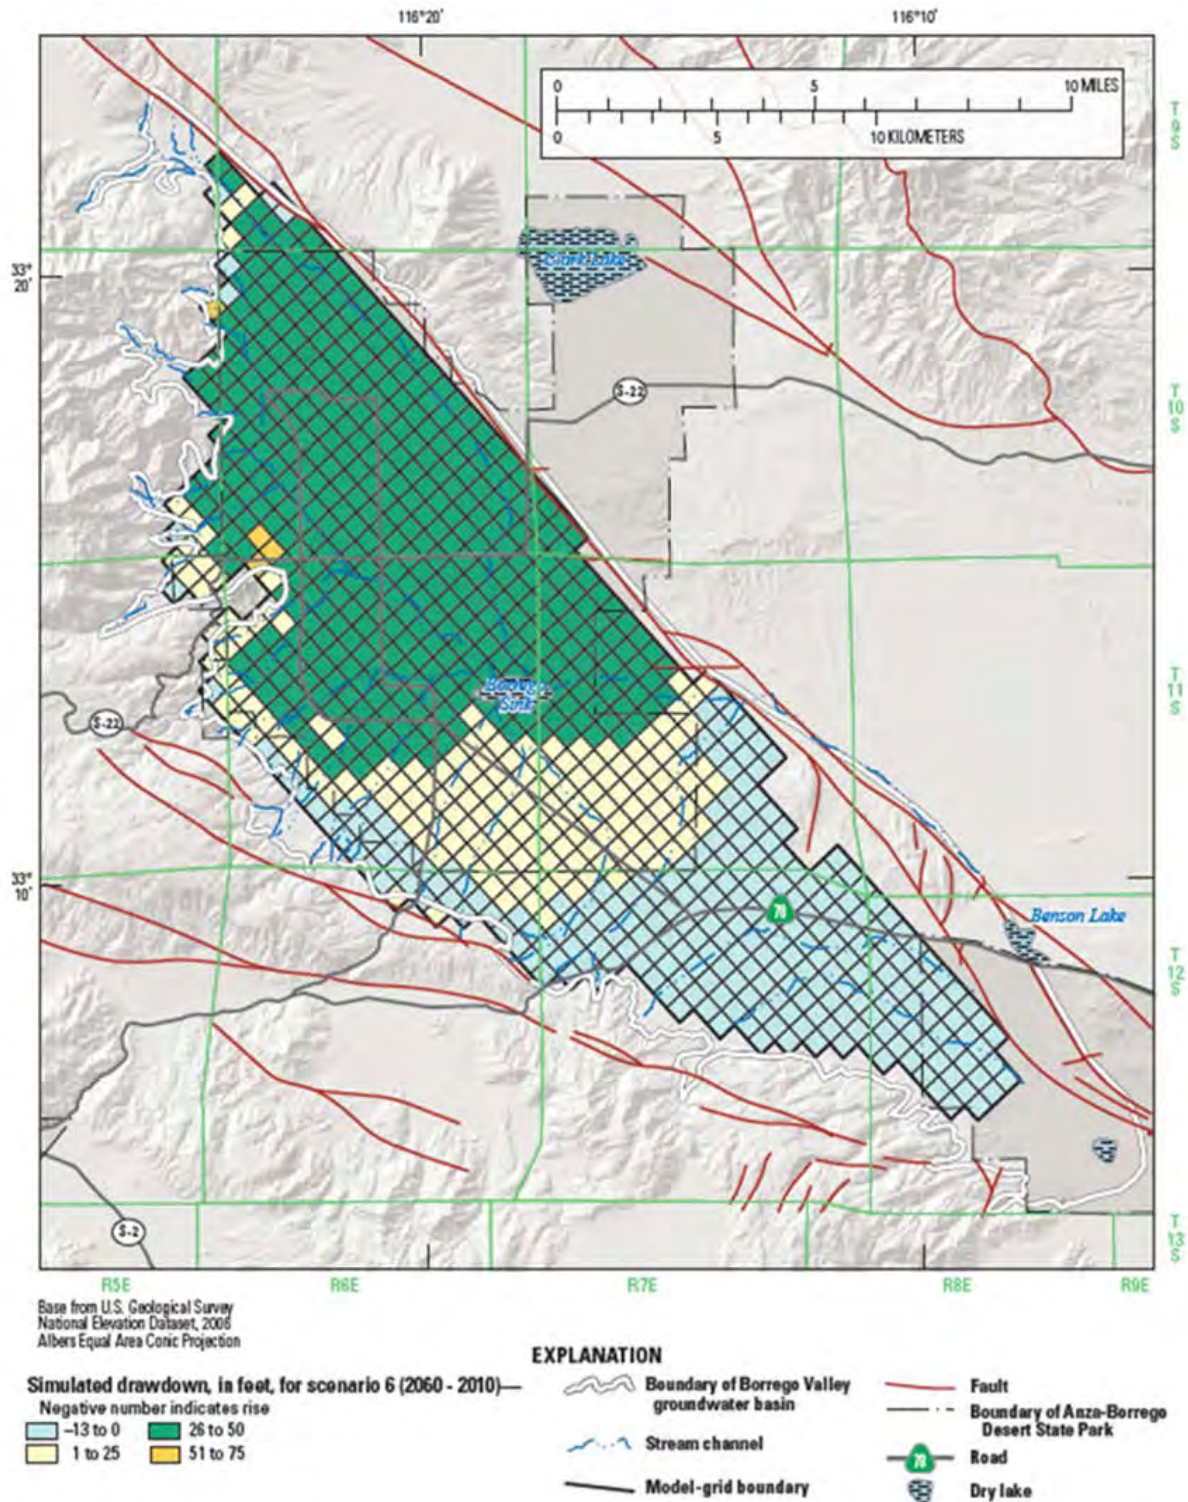 116°20'
116°10'
0 5 10 MILES
0 5 10 KILOMETERS
T 9 S
Clark Lake
33° 20'
S-22
T 10 S
Borrego
Sink
T 11 S
S-22
33° 10'
78
Benson Lake
T 12 S
S-2
T 13 S
R5E R6E R7E R8E R9E
Base from U.S. Geological Survey
National Elevation Dataset, 2006
Albers Equal Area Conic Projection
EXPLANATION
Simulated drawdown, in feet, for scenario 6 (2060 - 2010)—
Negative number indicates rise
–13 to 0
26 to 50
1 to 25
51 to 75
Boundary of Borrego Valley
groundwater basin
Stream channel
Model-grid boundary
Fault
Boundary of Anza-Borrego
Desert State Park
78
Road
Dry lake